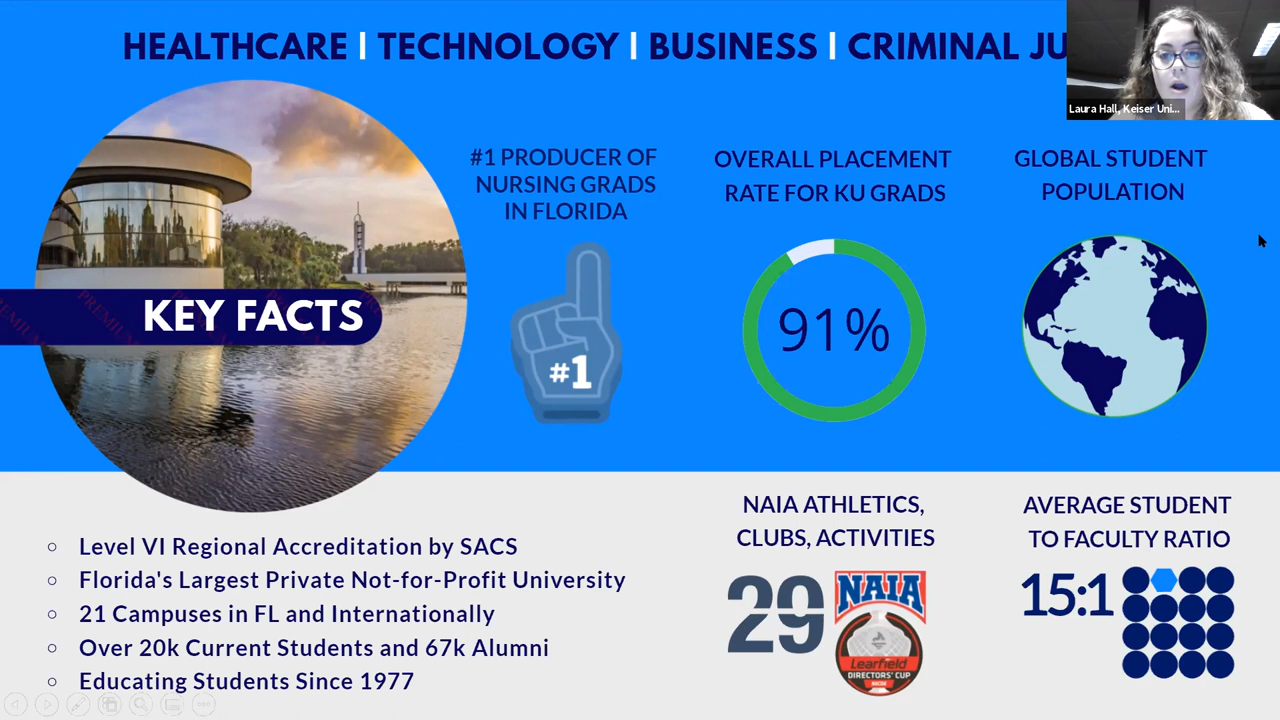 HEALTHCARE | TECHNOLOGY | BUSINESS | CRIMINAL JU
Laura Hall, Keiser Uni...
#1 PRODUCER OF
NURSING GRADS
IN FLORIDA
#1
OVERALL PLACEMENT
RATE FOR KU GRADS
91%
GLOBAL STUDENT
POPULATION
KEY FACTS
Level VI Regional Accreditation by SACS
Florida's Largest Private Not-for-Profit University
21 Campuses in FL and Internationally
Over 20k Current Students and 67k Alumni
Educating Students Since 1977
NAIA ATHLETICS,
CLUBS, ACTIVITIES
29
NAIA
Learfield
DIRECTORS' CUP
AVERAGE STUDENT
TO FACULTY RATIO
15:1